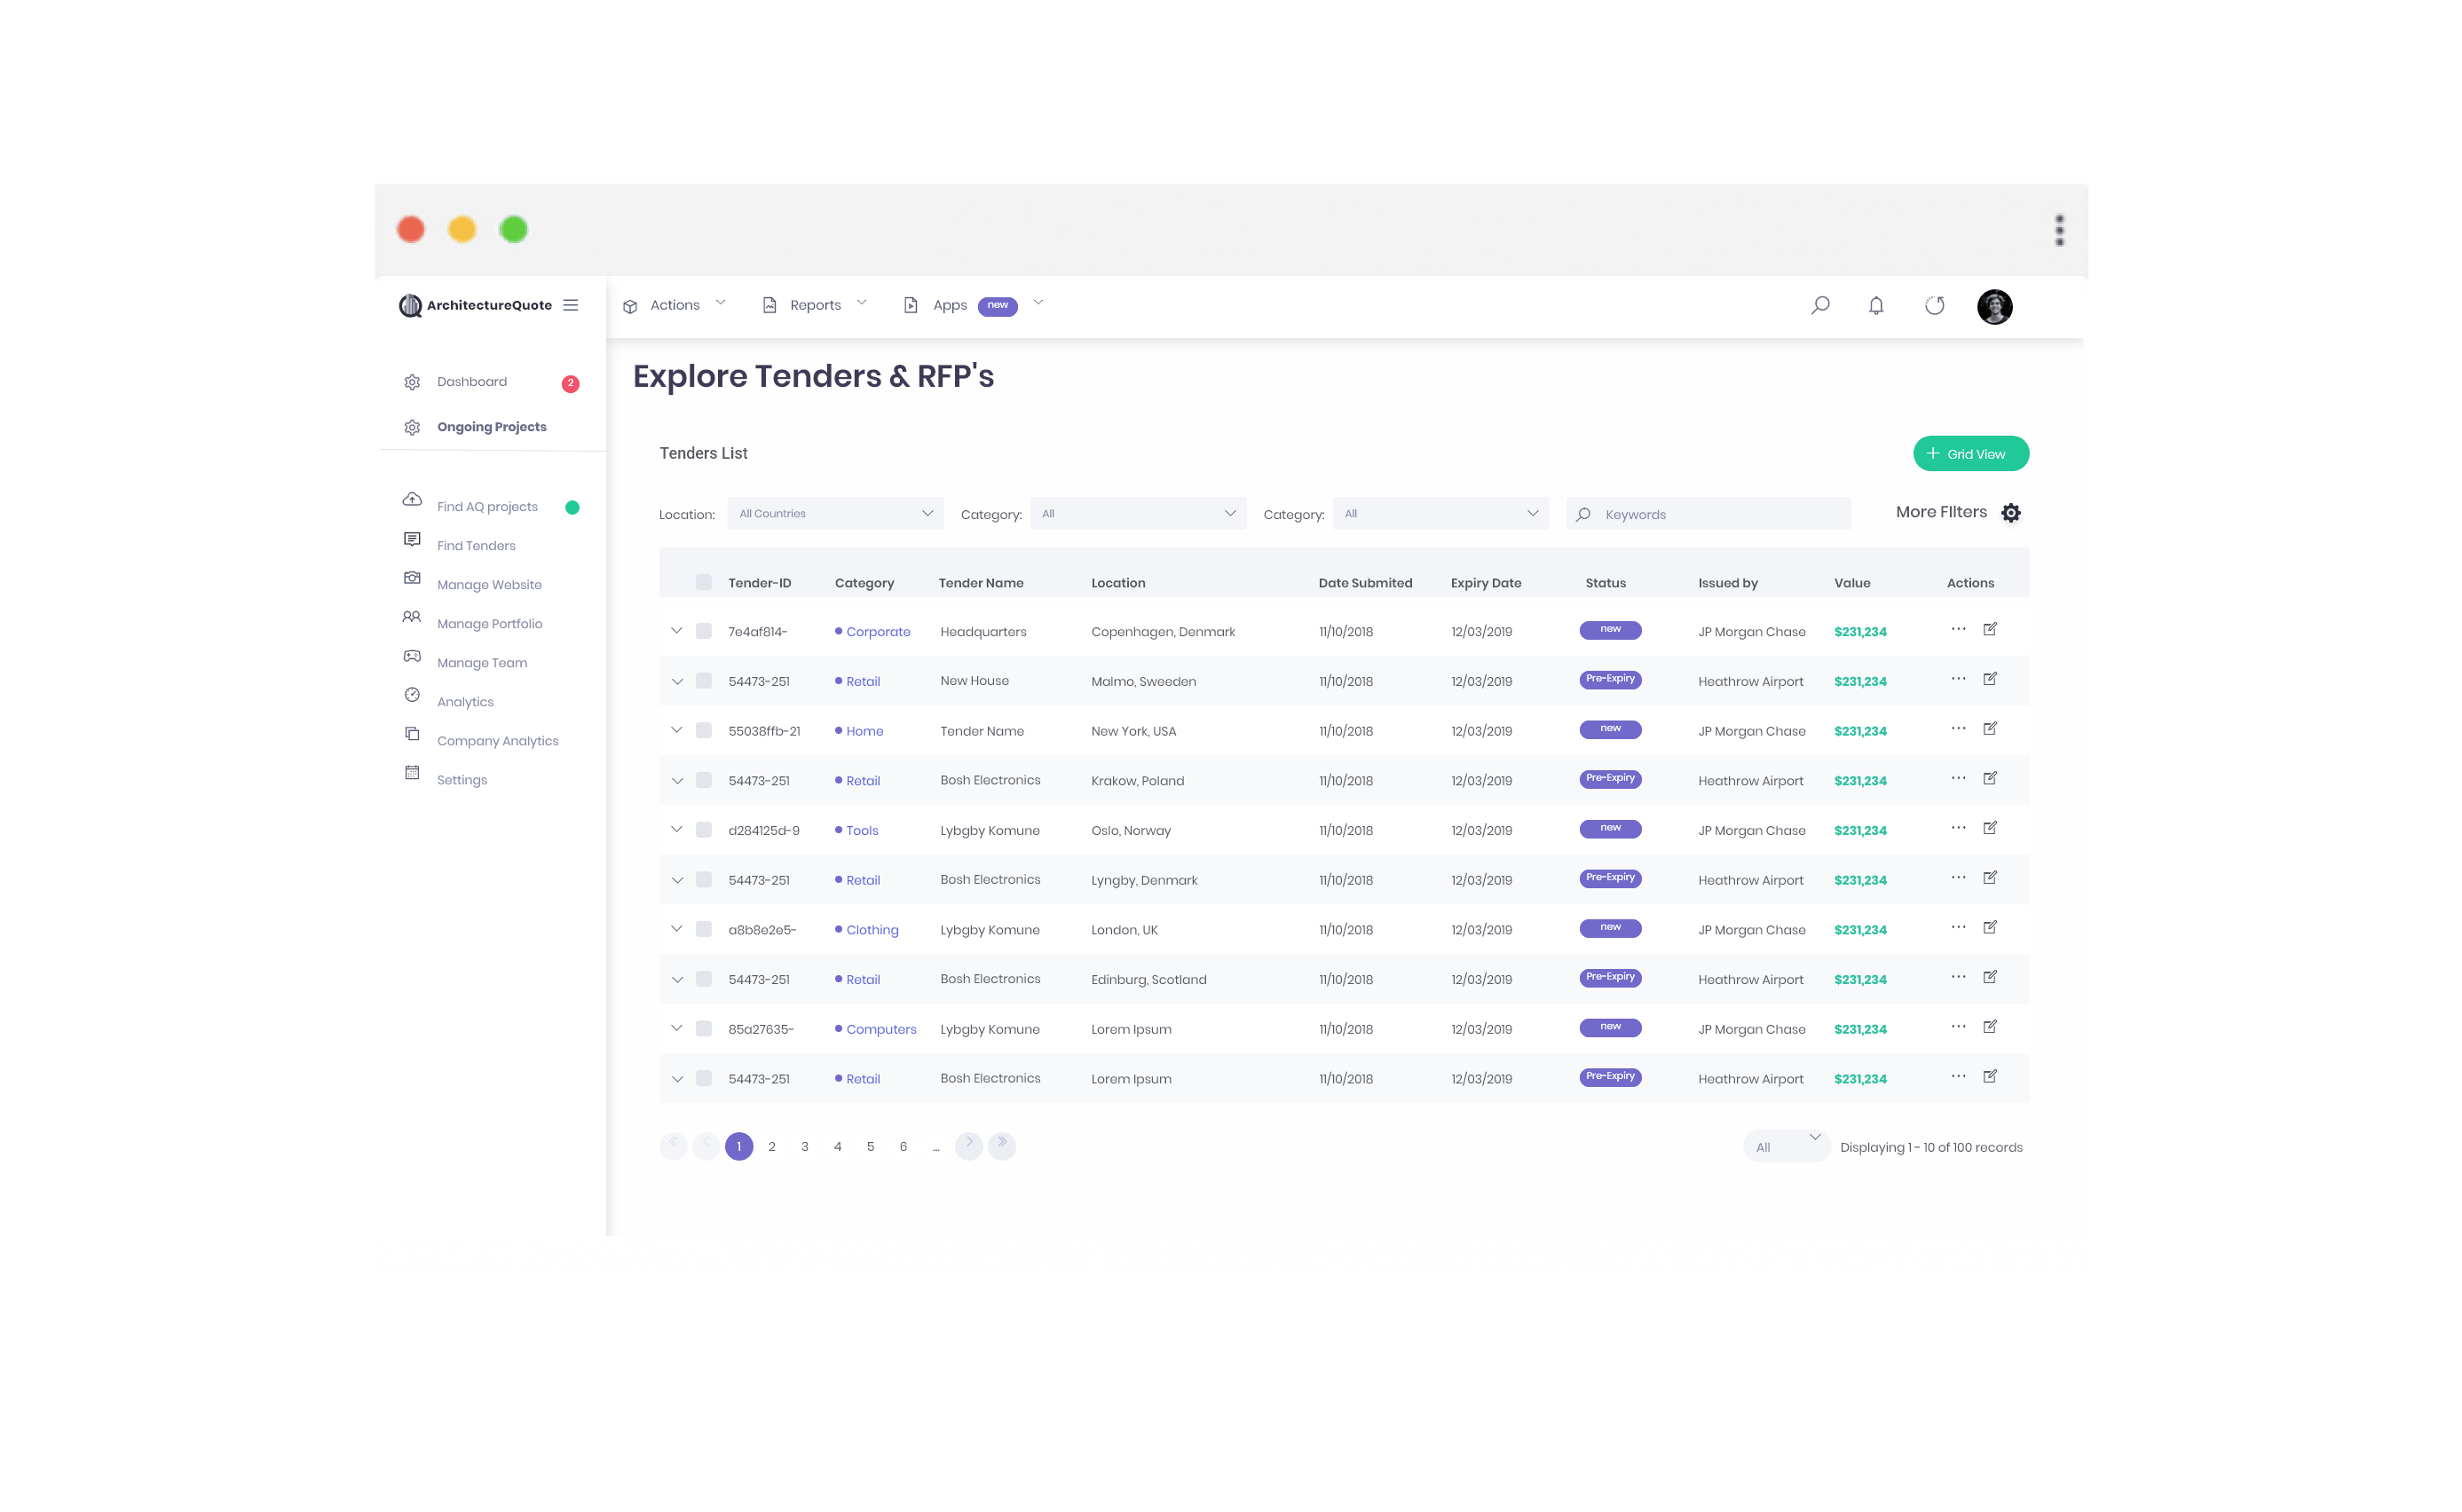 ArchitectureQuote
Actions
Reports
Apps new
Dashboard 2
Ongoing Projects
Find AQ projects
Find Tenders
Manage Website
Manage Portfolio
Manage Team
Analytics
Company Analytics
Settings
Explore Tenders & RFP's
Tenders List
Grid View
Location: All Countries Category: All Category: All Keywords More FIlters
Tender-ID Category Tender Name Location Date Submited Expiry Date Status Issued by Value Actions
7e4af814- Corporate Headquarters Copenhagen, Denmark 11/10/2018 12/03/2019 new JP Morgan Chase $231,234
54473-251 Retail New House Malmo, Sweeden 11/10/2018 12/03/2019 Pre-Expiry Heathrow Airport $231,234
55038ffb-21 Home Tender Name New York, USA 11/10/2018 12/03/2019 new JP Morgan Chase $231,234
54473-251 Retail Bosh Electronics Krakow, Poland 11/10/2018 12/03/2019 Pre-Expiry Heathrow Airport $231,234
d284125d-9 Tools Lybgby Komune Oslo, Norway 11/10/2018 12/03/2019 new JP Morgan Chase $231,234
54473-251 Retail Bosh Electronics Lyngby, Denmark 11/10/2018 12/03/2019 Pre-Expiry Heathrow Airport $231,234
a8b8e2e5- Clothing Lybgby Komune London, UK 11/10/2018 12/03/2019 new JP Morgan Chase $231,234
54473-251 Retail Bosh Electronics Edinburg, Scotland 11/10/2018 12/03/2019 Pre-Expiry Heathrow Airport $231,234
85a27635- Computers Lybgby Komune Lorem Ipsum 11/10/2018 12/03/2019 new JP Morgan Chase $231,234
54473-251 Retail Bosh Electronics Lorem Ipsum 11/10/2018 12/03/2019 Pre-Expiry Heathrow Airport $231,234
1 2 3 4 5 6 ...
All Displaying 1 - 10 of 100 records